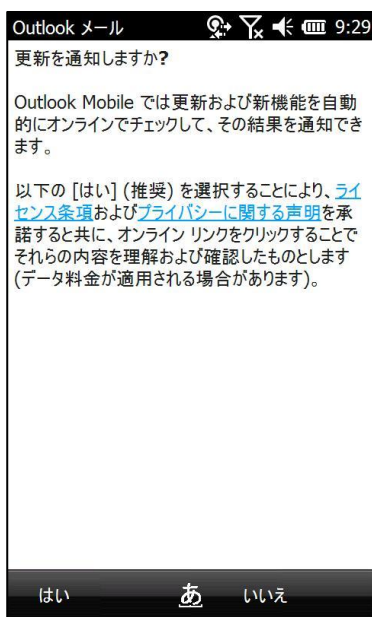 Outlook メール 9:29
更新を通知しますか?
Outlook Mobile では更新および新機能を自動
的にオンラインでチェックして、その結果を通知でき
ます。
以下の [はい] (推奨) を選択することにより、ライ
センス条項およびプライバシーに関する声明を承
諾すると共に、オンライン リンクをクリックすることで
それらの内容を理解および確認したものとします
(データ料金が適用される場合があります)。
はい あ いいえ